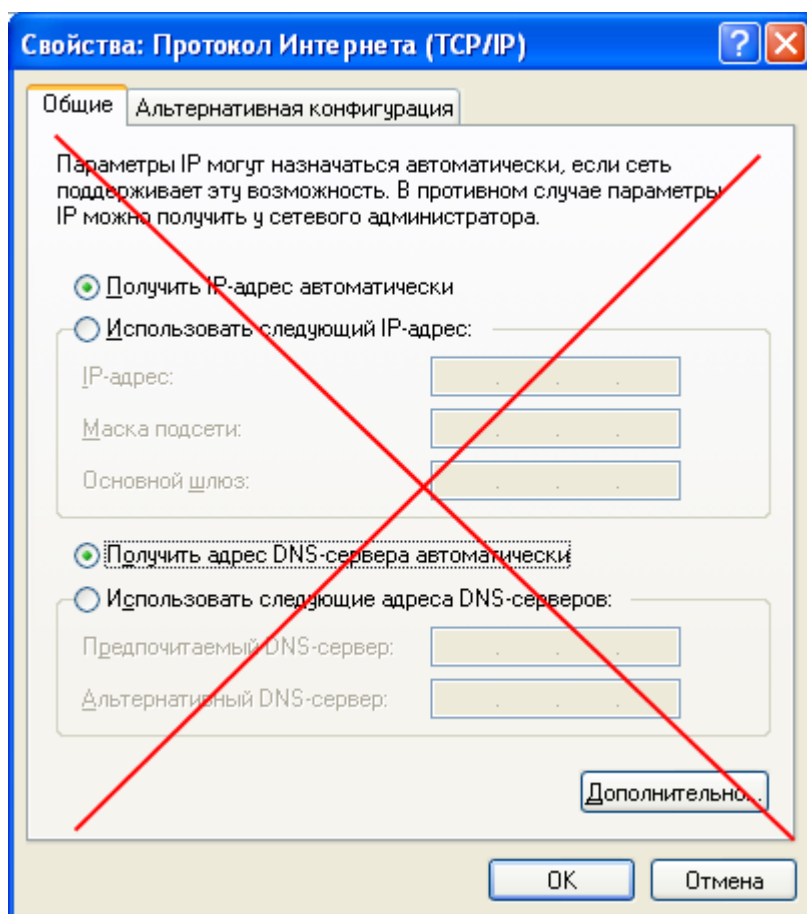 Свойства: Протокол Интернета (TCP/IP)
Общие
Альтернативная конфигурация
Параметры IP могут назначаться автоматически, если сеть
поддерживает эту возможность. В противном случае параметры
IP можно получить у сетевого администратора.
Получить IP-адрес автоматически
Использовать следующий IP-адрес:
IP-адрес:
Маска подсети:
Основной шлюз:
Получить адрес DNS-сервера автоматически
Использовать следующие адреса DNS-серверов:
Предпочитаемый DNS-сервер:
Альтернативный DNS-сервер:
Дополнительно...
OK
Отмена